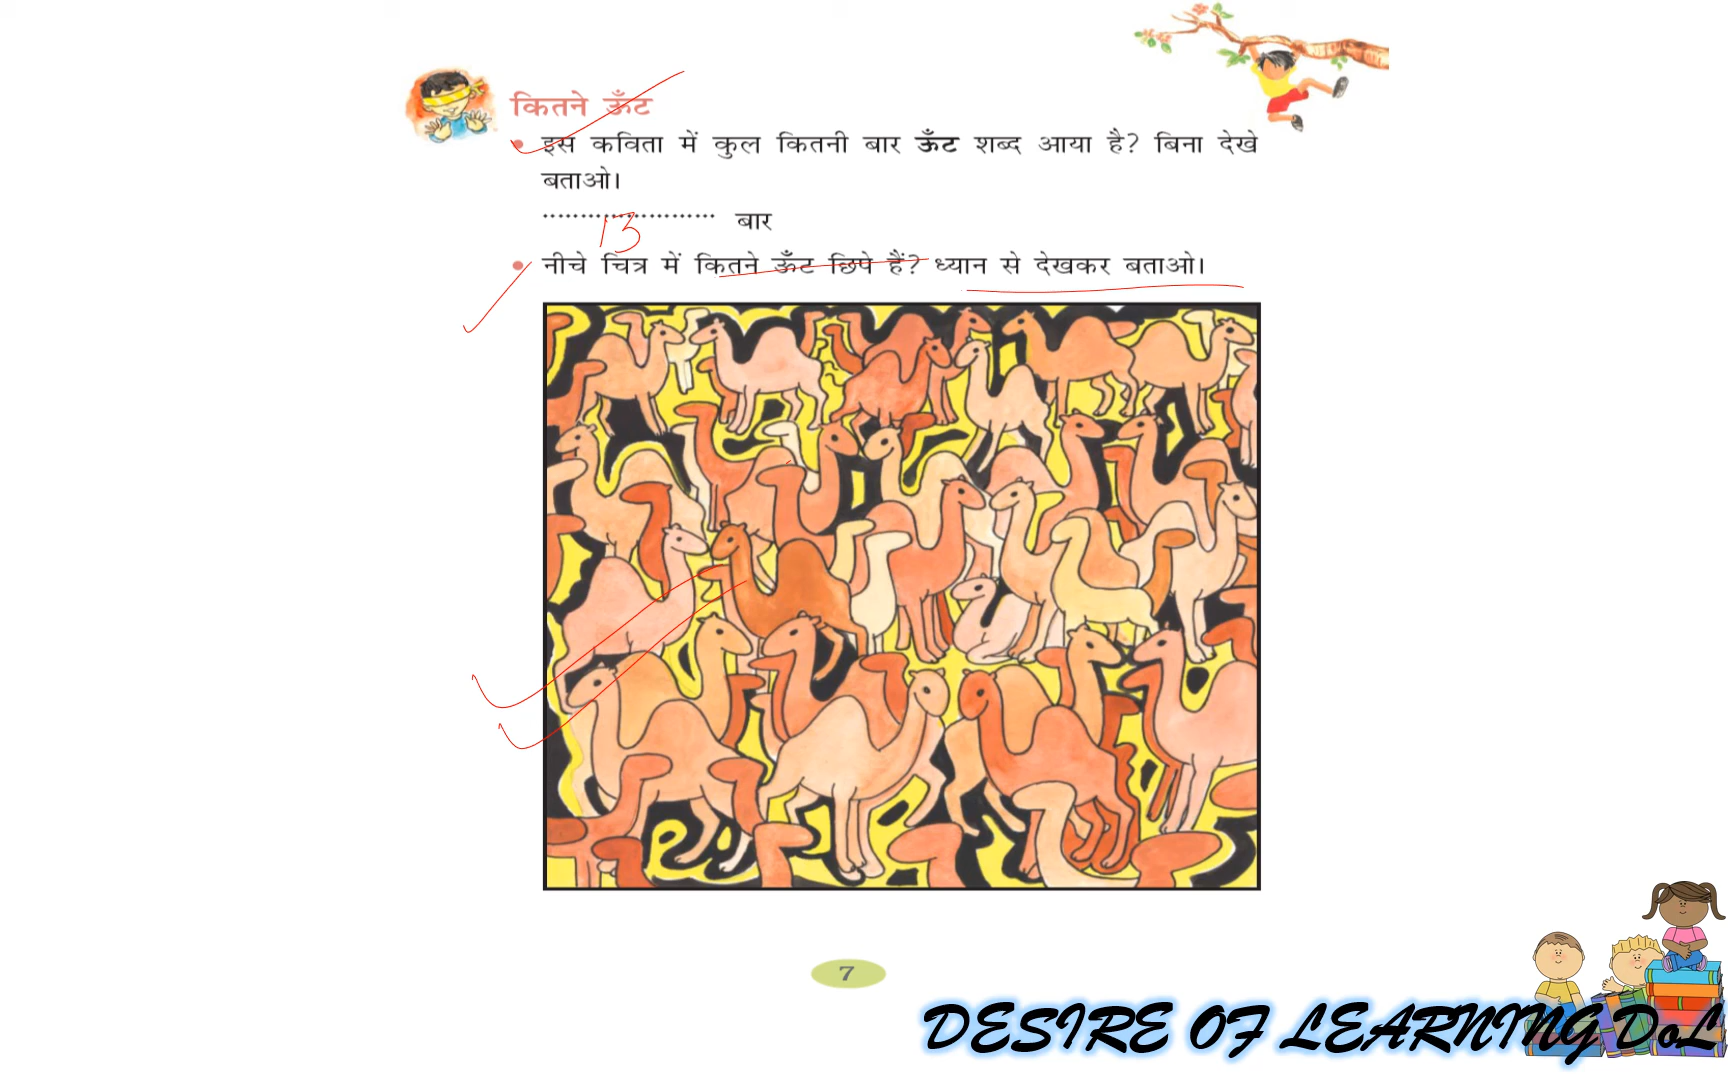 कितने ऊँट
इस कविता में कुल कितनी बार ऊँट शब्द आया है? बिना देखे
बताओ।
....................... बार
13
नीचे चित्र में कितने ऊँट छिपे हैं? ध्यान से देखकर बताओ।
7
DESIRE OF LEARNING DoL